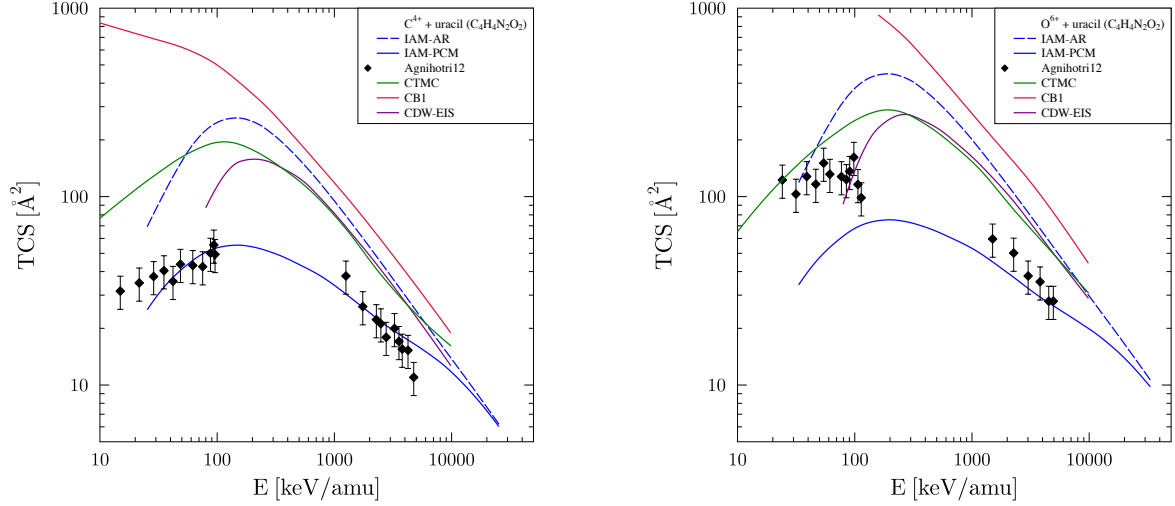 1000
100
10
TCS [Å²]
10
100
1000
10000
E [keV/amu]
C⁴⁺ + uracil (C₄H₄N₂O₂)
IAM-AR
IAM-PCM
Agnihotri12
CTMC
CB1
CDW-EIS
1000
100
10
TCS [Å²]
10
100
1000
10000
E [keV/amu]
O⁶⁺ + uracil (C₄H₄N₂O₂)
IAM-AR
IAM-PCM
Agnihotri12
CTMC
CB1
CDW-EIS